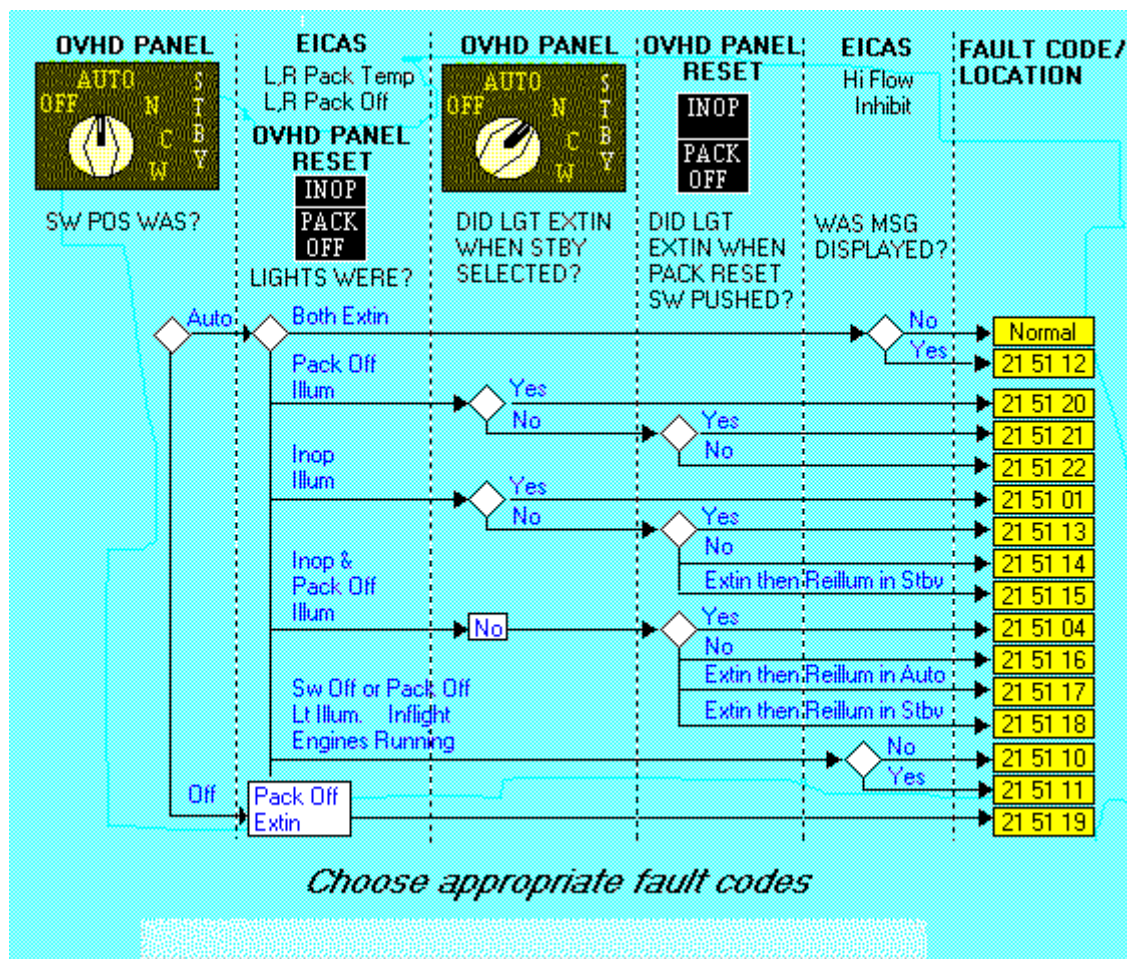 OVHD PANEL
AUTO
OFF
N
C
W
STBY
SW POS WAS?
EICAS
L,R Pack Temp
L,R Pack Off
OVHD PANEL
RESET
INOP
PACK
OFF
LIGHTS WERE?
OVHD PANEL
AUTO
OFF
N
C
W
STBY
DID LGT EXTIN
WHEN STBY
SELECTED?
OVHD PANEL
RESET
INOP
PACK
OFF
DID LGT
EXTIN WHEN
PACK RESET
SW PUSHED?
EICAS
Hi Flow
Inhibit
WAS MSG
DISPLAYED?
FAULT CODE/
LOCATION
Auto
Both Extin
No
Normal
Yes
21 51 12
Pack Off
Illum
Yes
21 51 20
No
Yes
21 51 21
No
21 51 22
Inop
Illum
Yes
21 51 01
No
Yes
21 51 13
No
21 51 14
Extin then Reillum in Stby
21 51 15
Inop &
Pack Off
Illum
No
Yes
21 51 04
No
21 51 16
Extin then Reillum in Auto
21 51 17
Extin then Reillum in Stby
21 51 18
Sw Off or Pack Off
Lt Illum. Inflight
Engines Running
No
21 51 10
Yes
21 51 11
Off
Pack Off
Extin
21 51 19
Choose appropriate fault codes